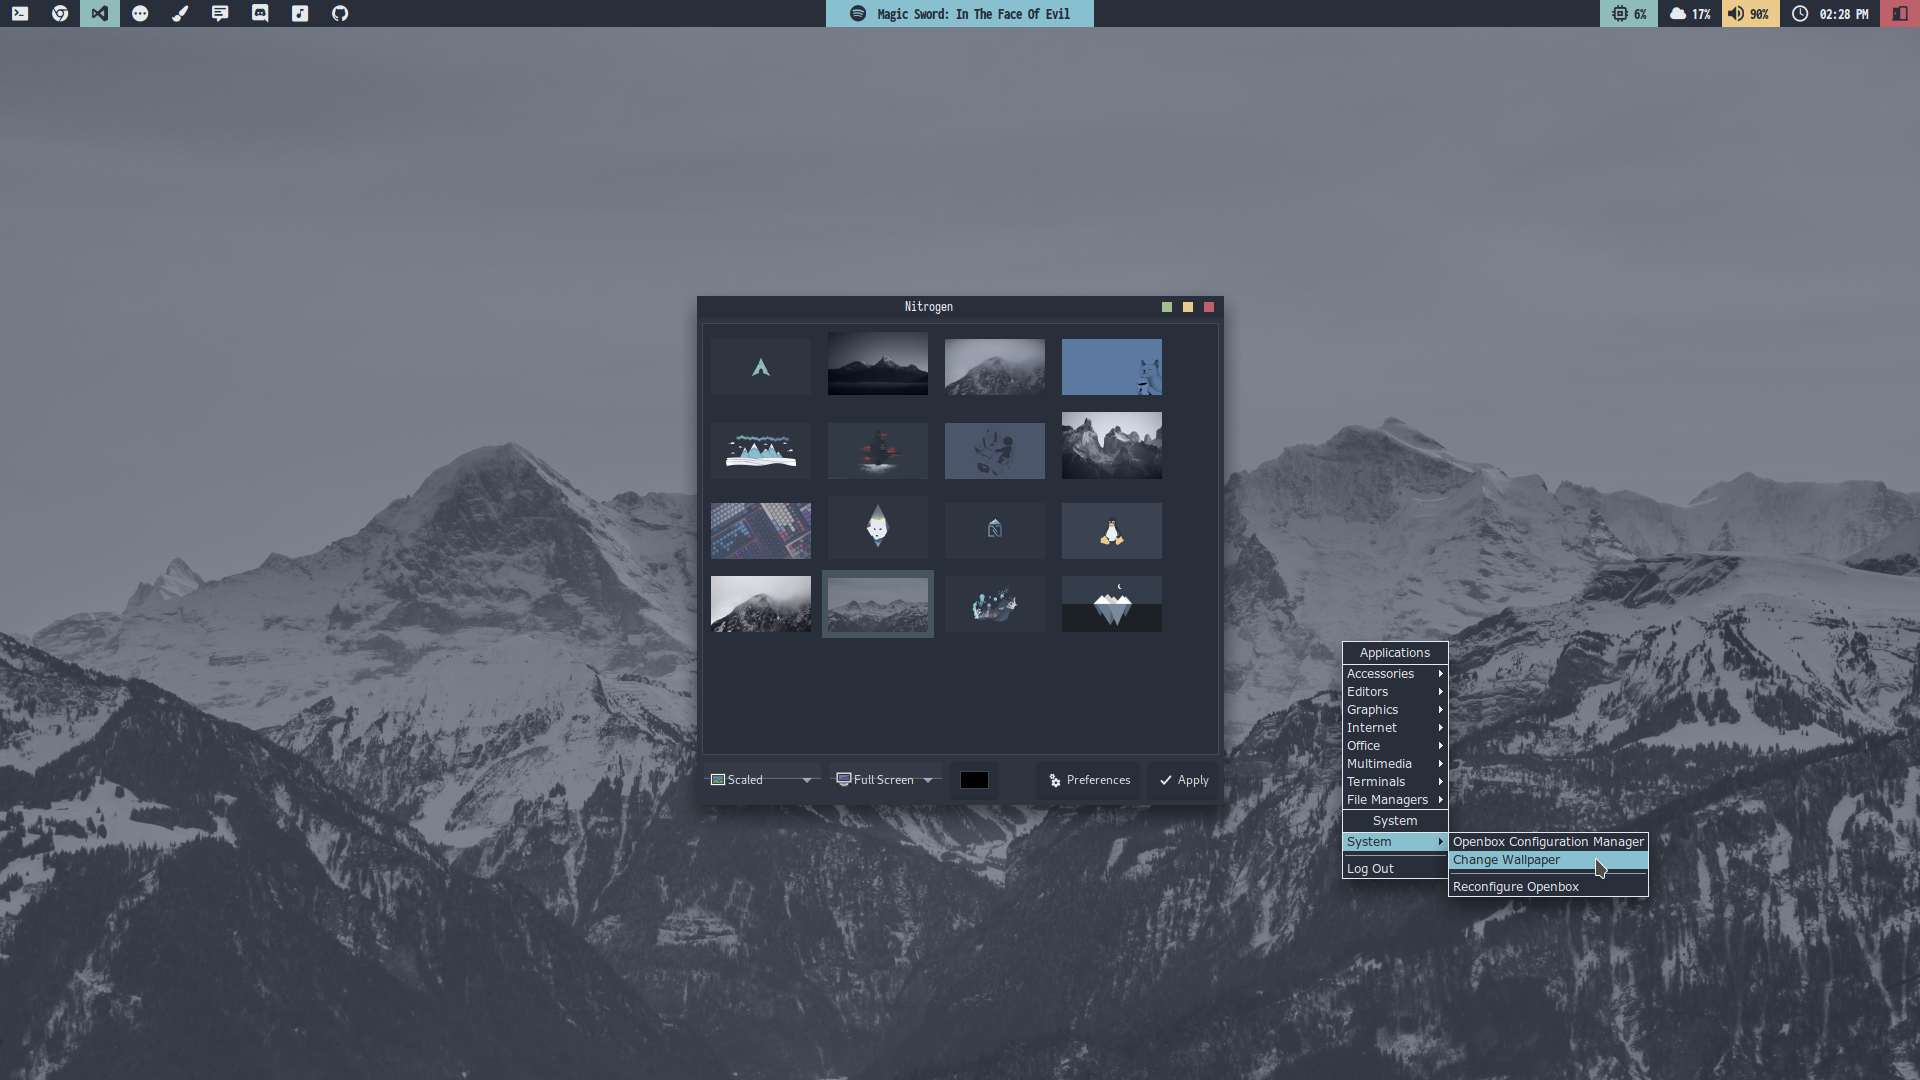 Magic Sword: In The Face Of Evil
6%
17%
90%
02:28 PM
Nitrogen
Scaled
Full Screen
Preferences
Apply
Applications
Accessories
Editors
Graphics
Internet
Office
Multimedia
Terminals
File Managers
System
System
Log Out
Openbox Configuration Manager
Change Wallpaper
Reconfigure Openbox